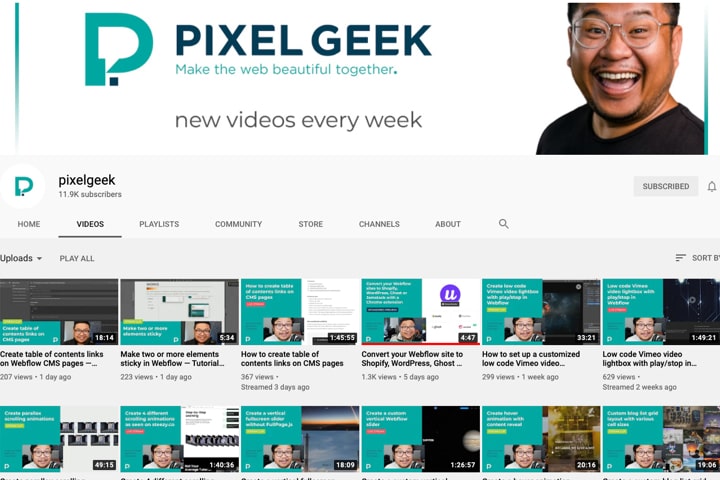 PIXEL GEEK
Make the web beautiful together.
new videos every week
pixelgeek
11.9K subscribers
SUBSCRIBED
HOME
VIDEOS
PLAYLISTS
COMMUNITY
STORE
CHANNELS
ABOUT
Uploads
PLAY ALL
SORT BY
Create table of
contents links on
CMS pages
18:14
Make two or more
elements sticky
5:34
How to create table
of contents links on
CMS pages
1:45:55
Convert your Webflow
sites to Shopify,
WordPress, Ghost or
Jamstack with a
Chrome extension
4:47
Create low code
Vimeo video lightbox
with play/stop in
Webflow
33:21
Low code Vimeo
video lightbox with
play/stop in
Webflow
1:49:21
Create table of contents links
on Webflow CMS pages —...
207 views • 1 day ago
Make two or more elements
sticky in Webflow — Tutorial...
223 views • 1 day ago
How to create table of
contents links on CMS pages
367 views •
Streamed 3 days ago
Convert your Webflow site to
Shopify, WordPress, Ghost ...
1.3K views • 5 days ago
How to set up a customized
low code Vimeo video...
299 views • 1 week ago
Low code Vimeo video
lightbox with play/stop in...
629 views •
Streamed 2 weeks ago
Create parallax
scrolling animations
49:15
Create 4 different
scrolling animations
as seen on sleazy.cs
1:40:36
Create a vertical
fullscreen slider
without FullPage.js
18:09
Create a custom
vertical Webflow
slider
1:26:57
Create hover
animation with
content reveal
20:16
Custom blog list grid
layout with various
cell sizes
19:06